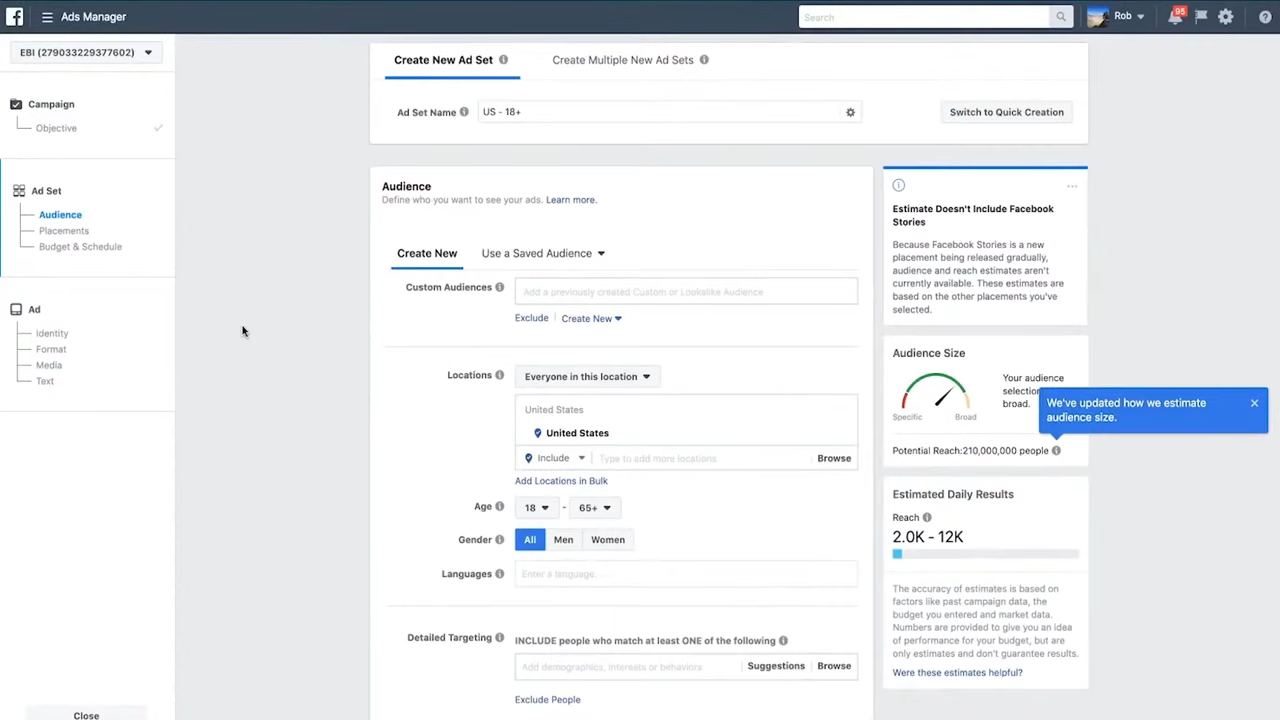 Ads Manager
Search
Rob
95
EBI (279033229377602)
Campaign
Objective
Ad Set
Audience
Placements
Budget & Schedule
Ad
Identity
Format
Media
Text
Close
Create New Ad Set
Create Multiple New Ad Sets
Ad Set Name
US - 18+
Switch to Quick Creation
Audience
Define who you want to see your ads. Learn more.
Create New
Use a Saved Audience
Custom Audiences
Add a previously created Custom or Lookalike Audience
Exclude
Create New
Locations
Everyone in this location
United States
United States
Include
Type to add more locations
Browse
Add Locations in Bulk
Age
18 - 65+
Gender
All Men Women
Languages
Enter a language...
Detailed Targeting
INCLUDE people who match at least ONE of the following
Add demographics, interests or behaviors
Suggestions
Browse
Exclude People
Estimate Doesn't Include Facebook
Stories
Because Facebook Stories is a new
placement being released gradually,
audience and reach estimates aren't
currently available. These estimates are
based on the other placements you've
selected.
Audience Size
Specific
Broad
Your audience
selection
broad.
We've updated how we estimate
audience size.
Potential Reach:210,000,000 people
Estimated Daily Results
Reach
2.0K - 12K
The accuracy of estimates is based on
factors like past campaign data, the
budget you entered and market data.
Numbers are provided to give you an idea
of performance for your budget, but are
only estimates and don't guarantee results.
Were these estimates helpful?